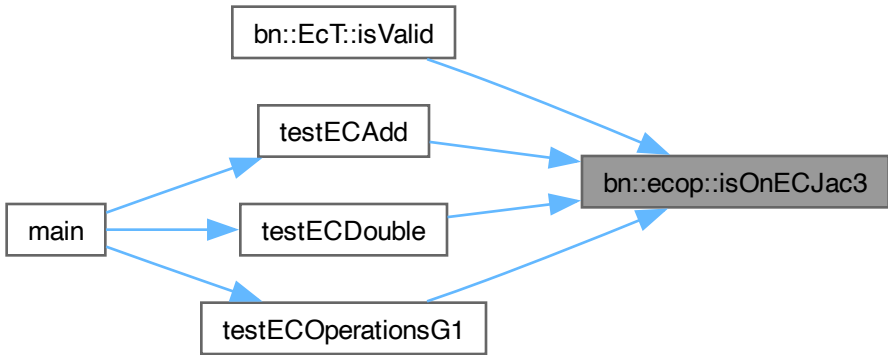 bn::EcT::isValid
testECAdd
bn::ecop::isOnECJac3
main
testECDouble
testECOperationsG1